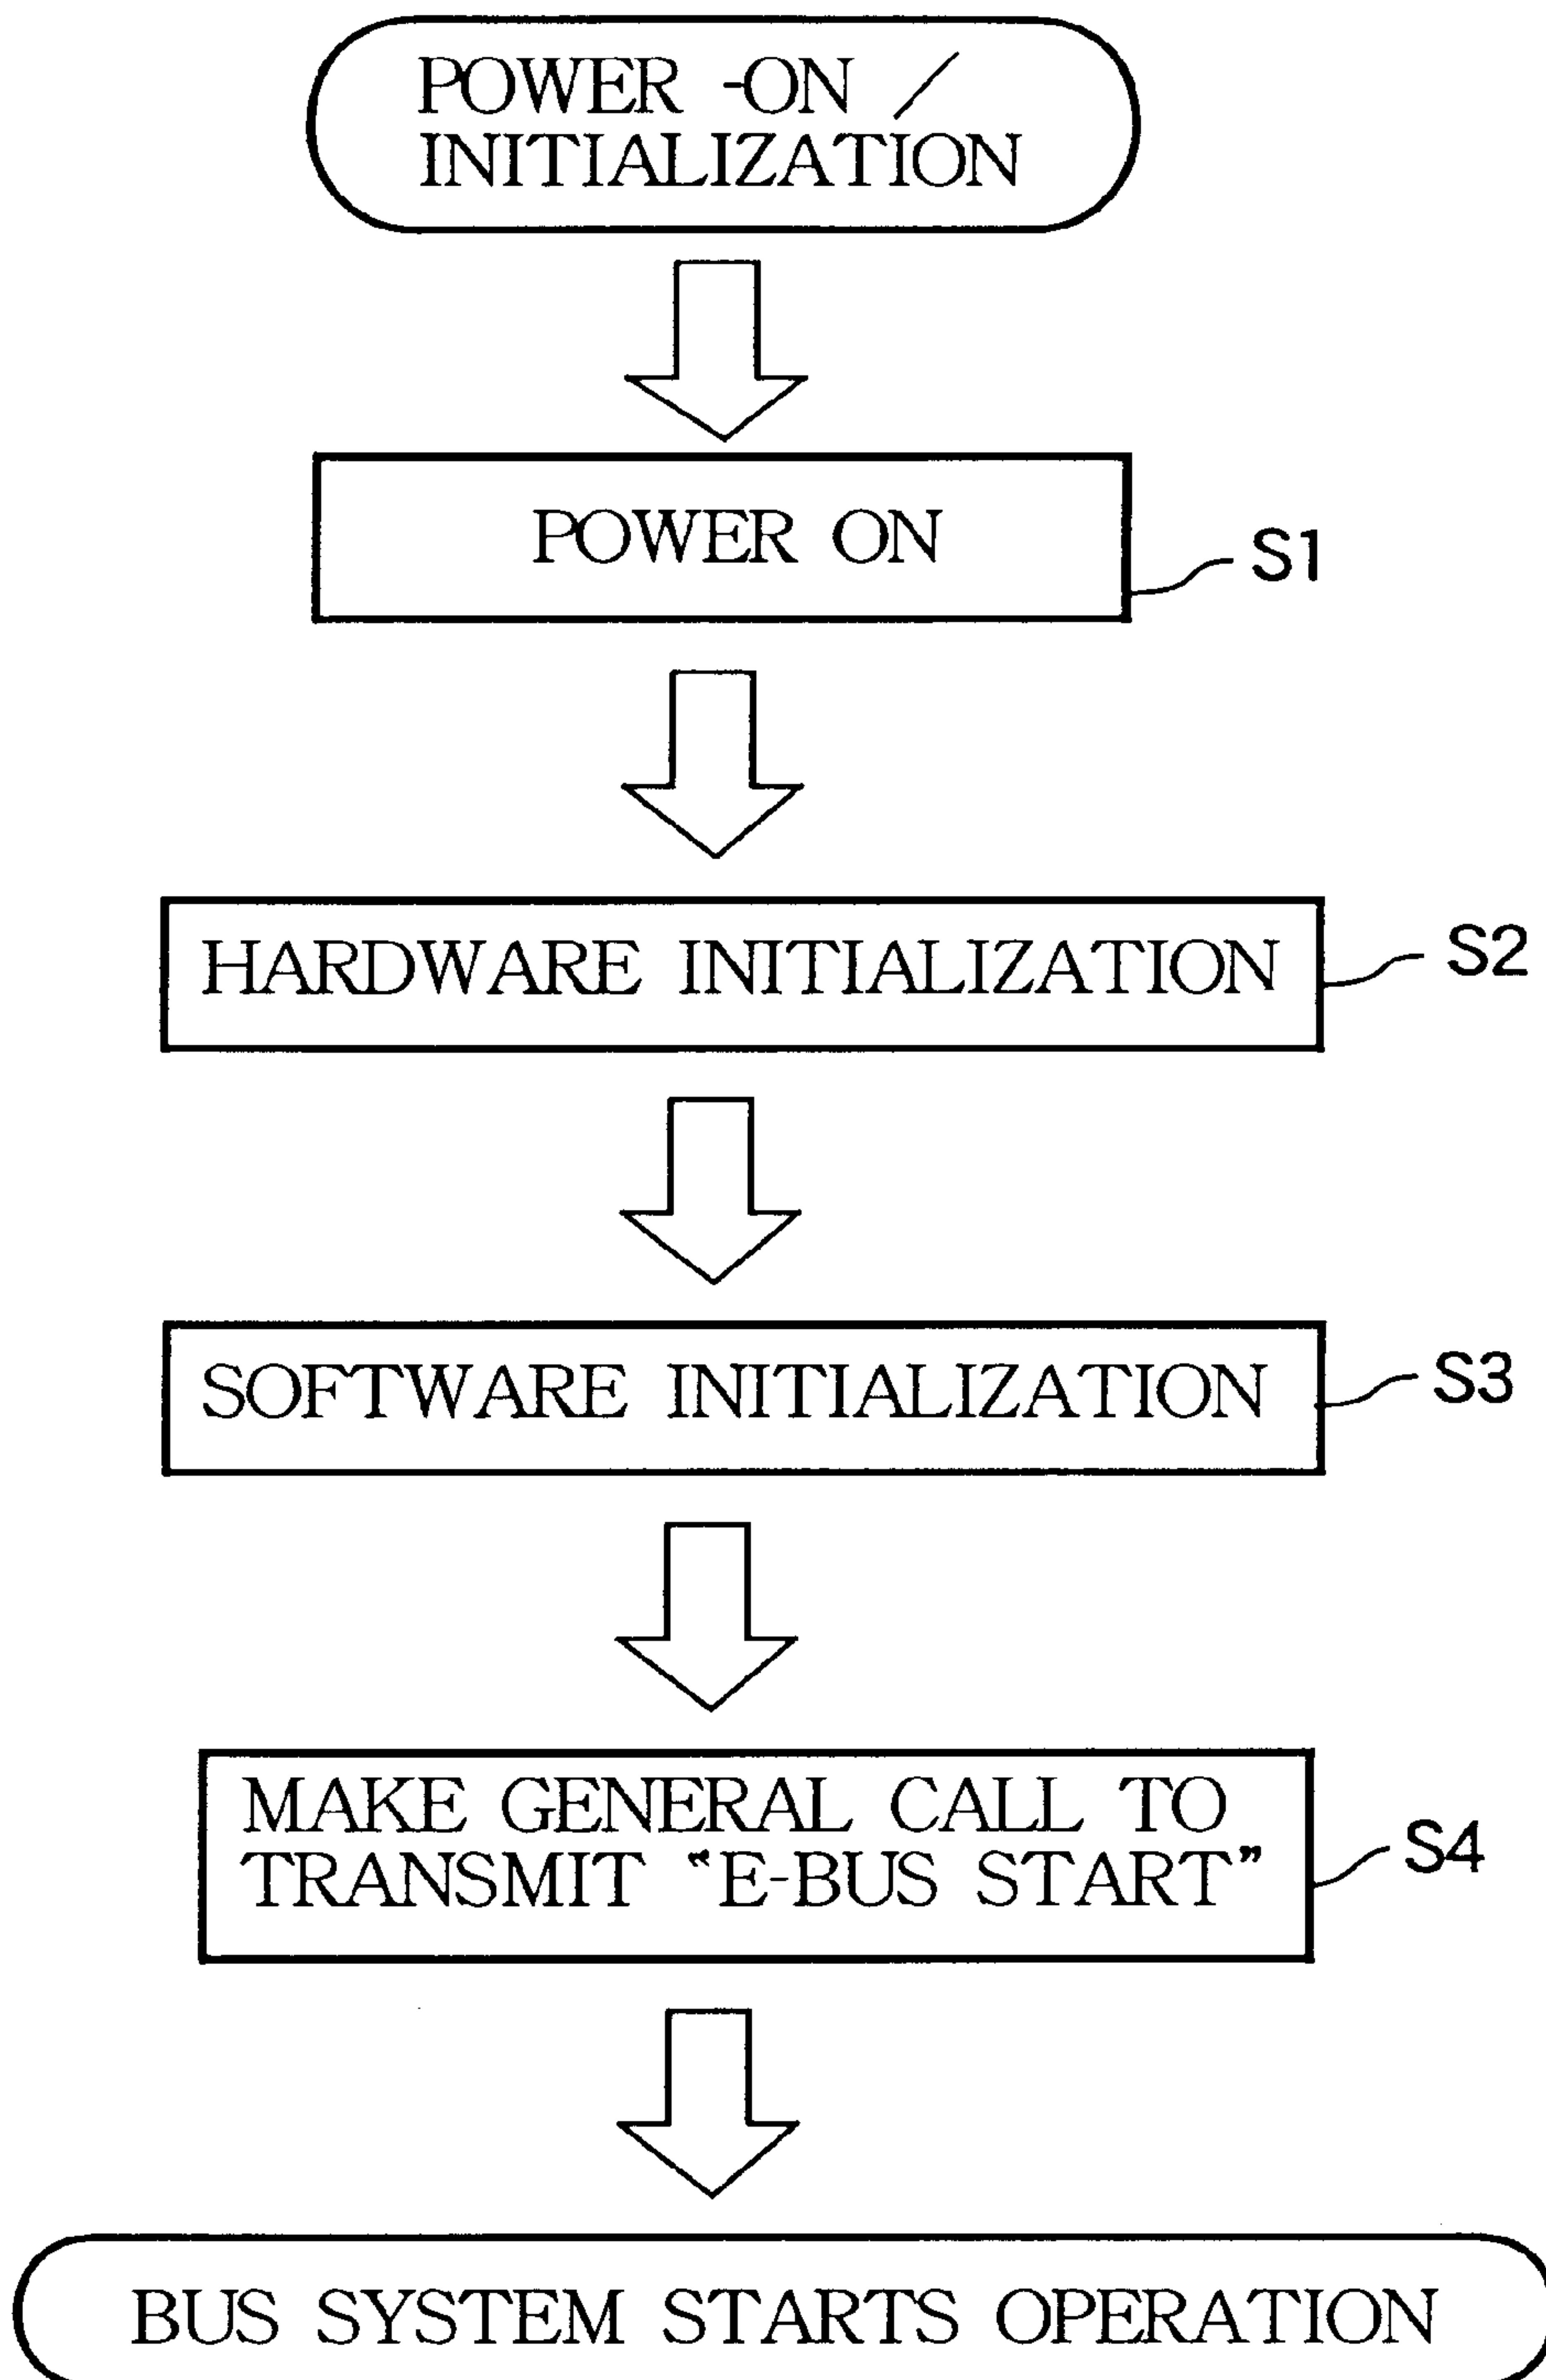 POWER -ON /
INITIALIZATION
POWER ON
S1
HARDWARE INITIALIZATION
S2
SOFTWARE INITIALIZATION
S3
MAKE GENERAL CALL TO
TRANSMIT “E-BUS START”
S4
BUS SYSTEM STARTS OPERATION